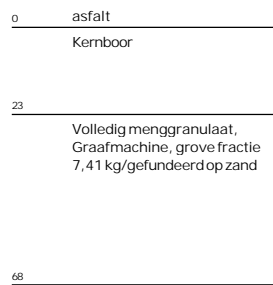 0 asfalt
Kernboor
23
Volledig menggranulaat,
Graafmachine, grove fractie
7,41 kg/gefundeerd op zand
68